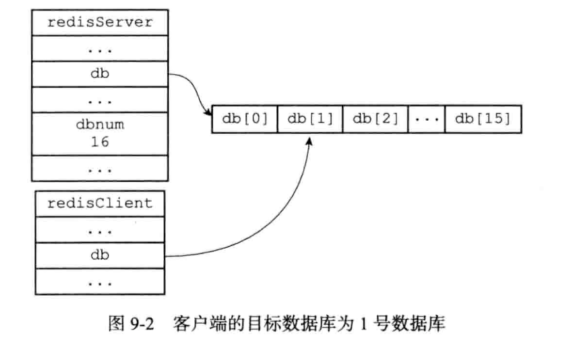 redisServer
...
db
...
dbnum
16
...
db[0] db[1] db[2] ... db[15]
redisClient
...
db
...
图 9-2 客户端的目标数据库为 1 号数据库